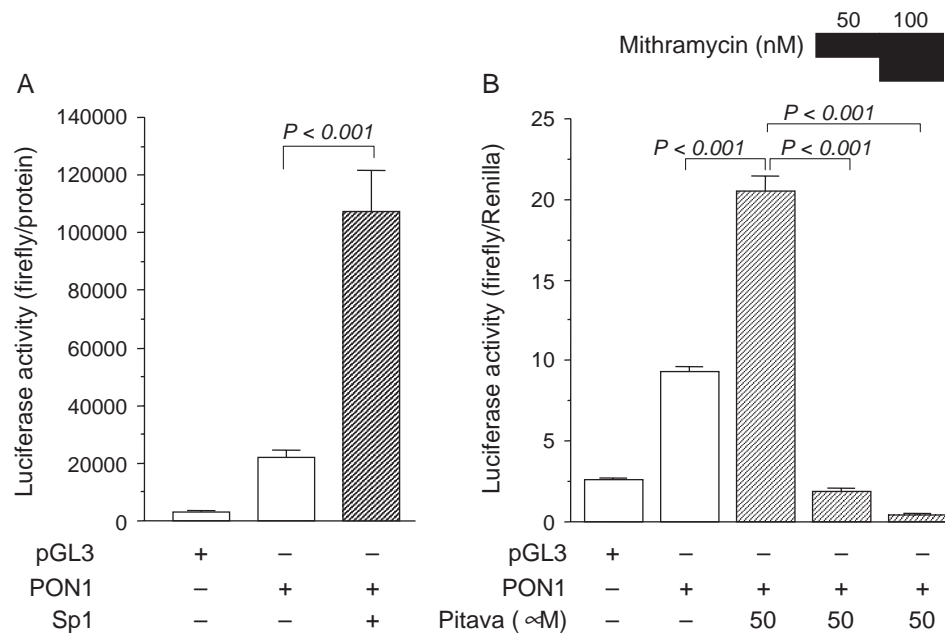 50 100
Mithramycin (nM)
A
B
140000
120000
100000
80000
60000
40000
20000
0
Luciferase activity (firefly/protein)
P < 0.001
pGL3 + – –
PON1 – + +
Sp1 – – +
25
20
15
10
5
0
Luciferase activity (firefly/Renilla)
P < 0.001
P < 0.001
P < 0.001
+ – – – –
– + + + +
Pitava ( ∝M) – – 50 50 50